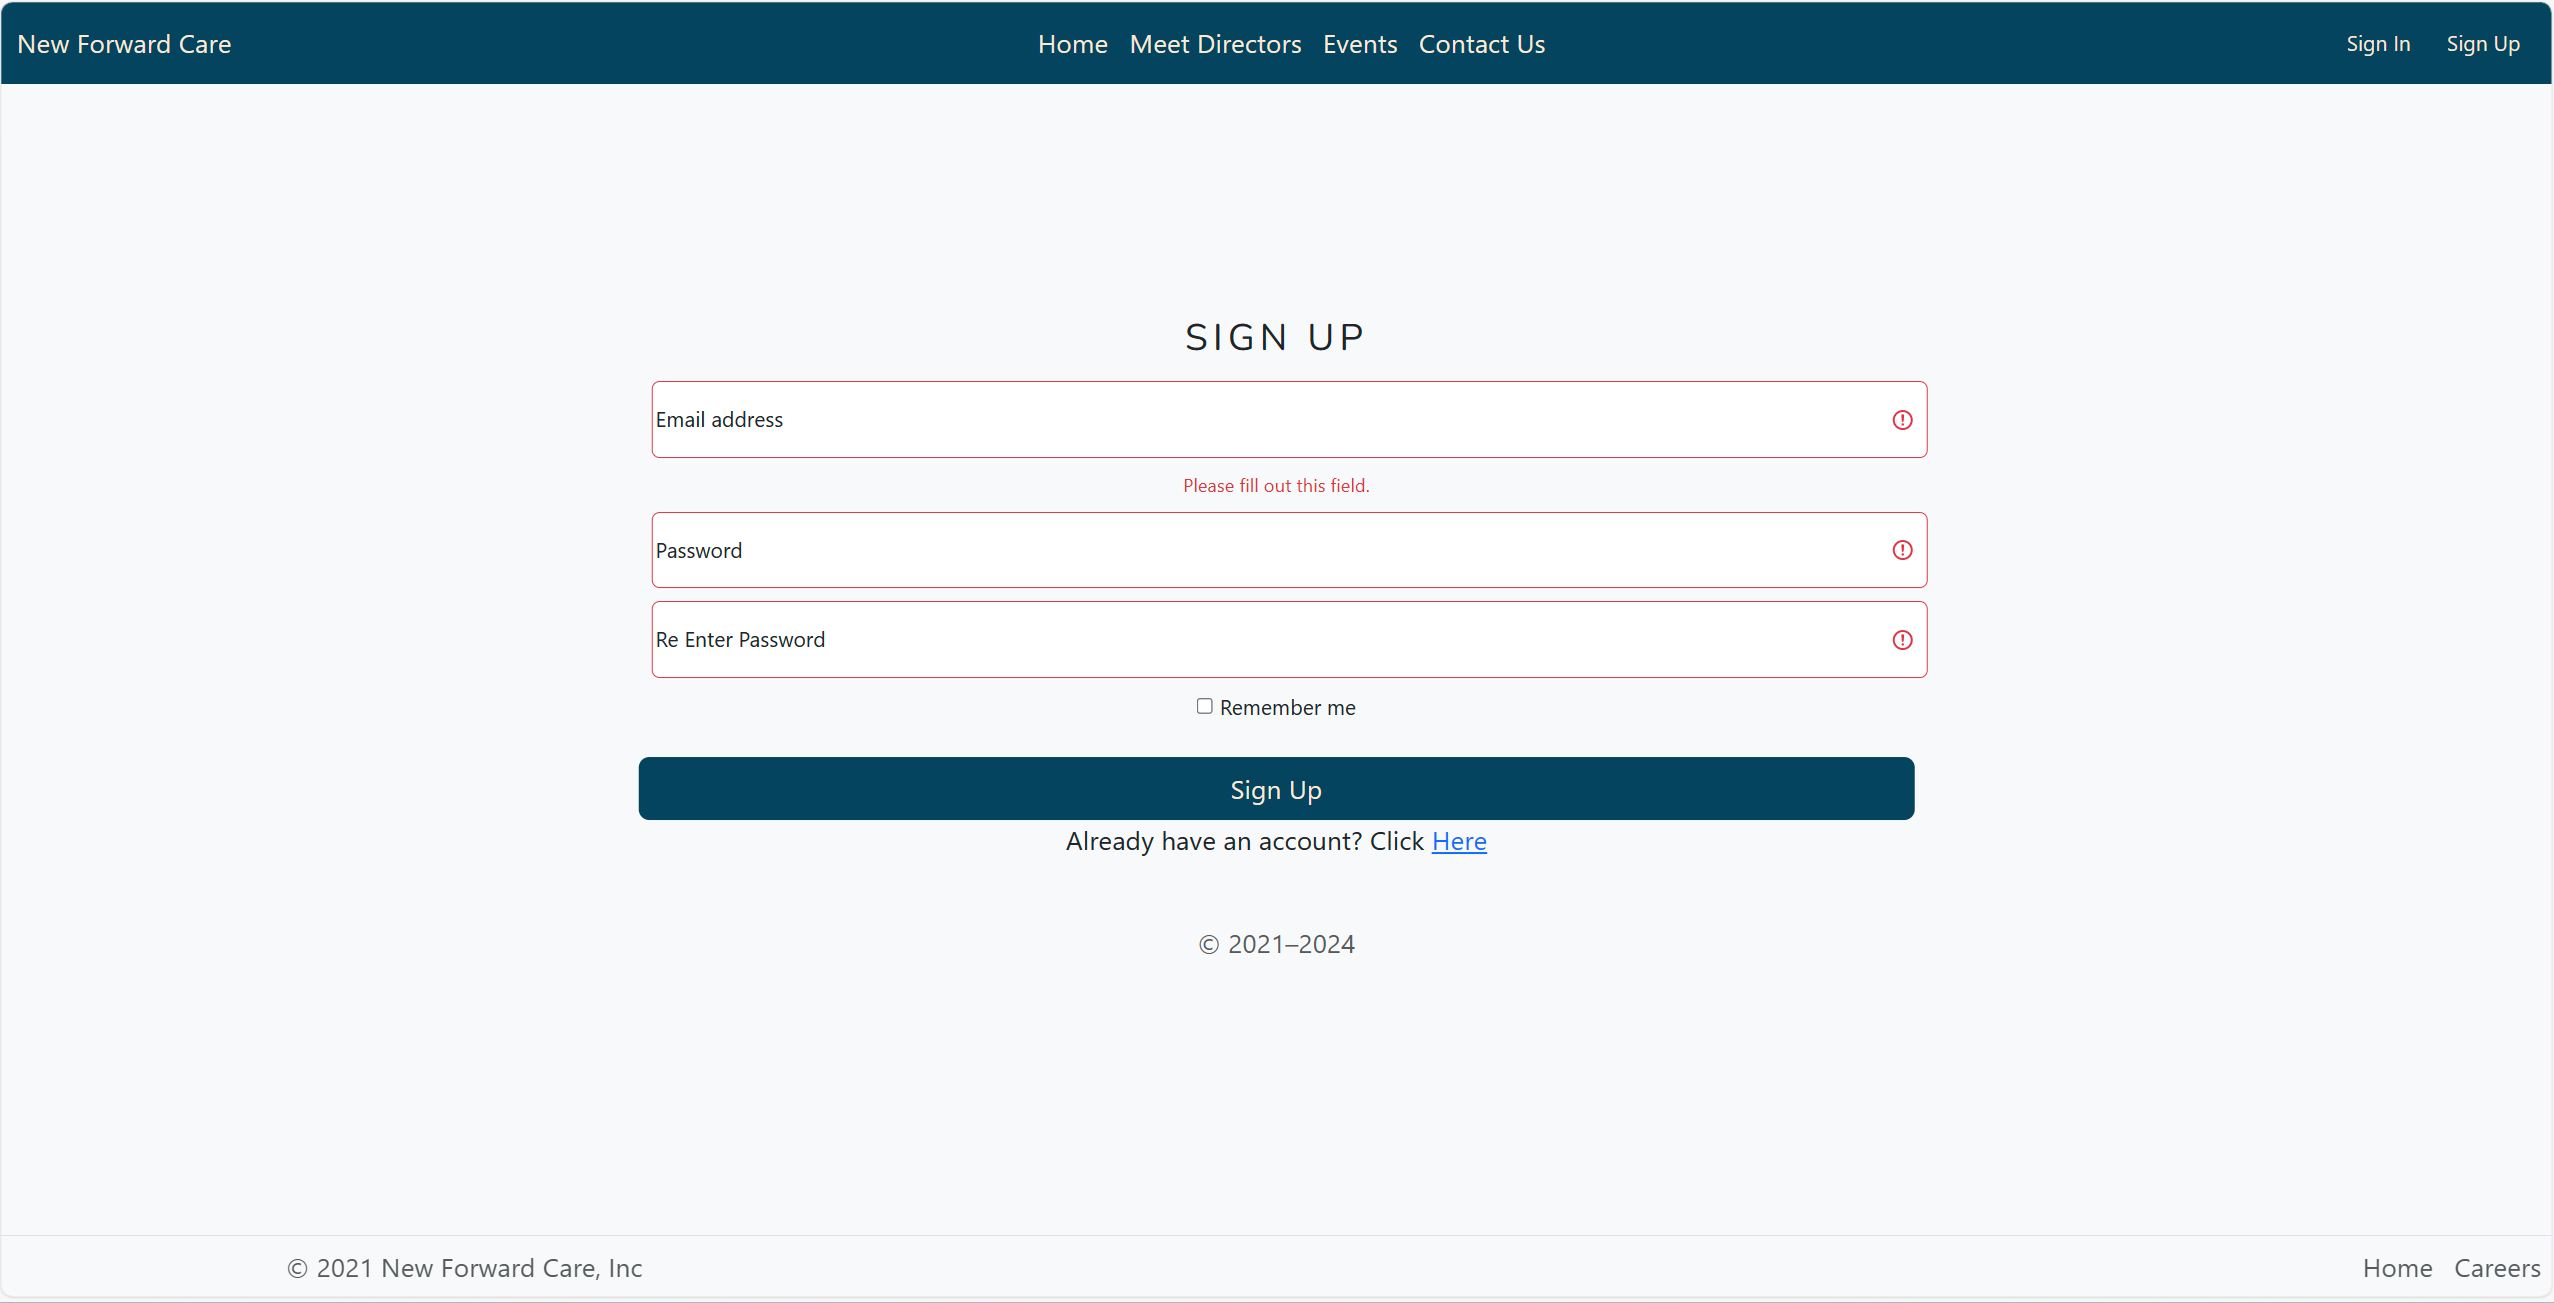 New Forward Care
Home Meet Directors Events Contact Us
Sign In Sign Up
SIGN UP
Email address
Please fill out this field.
Password
Re Enter Password
Remember me
Sign Up
Already have an account? Click Here
© 2021–2024
© 2021 New Forward Care, Inc
Home Careers